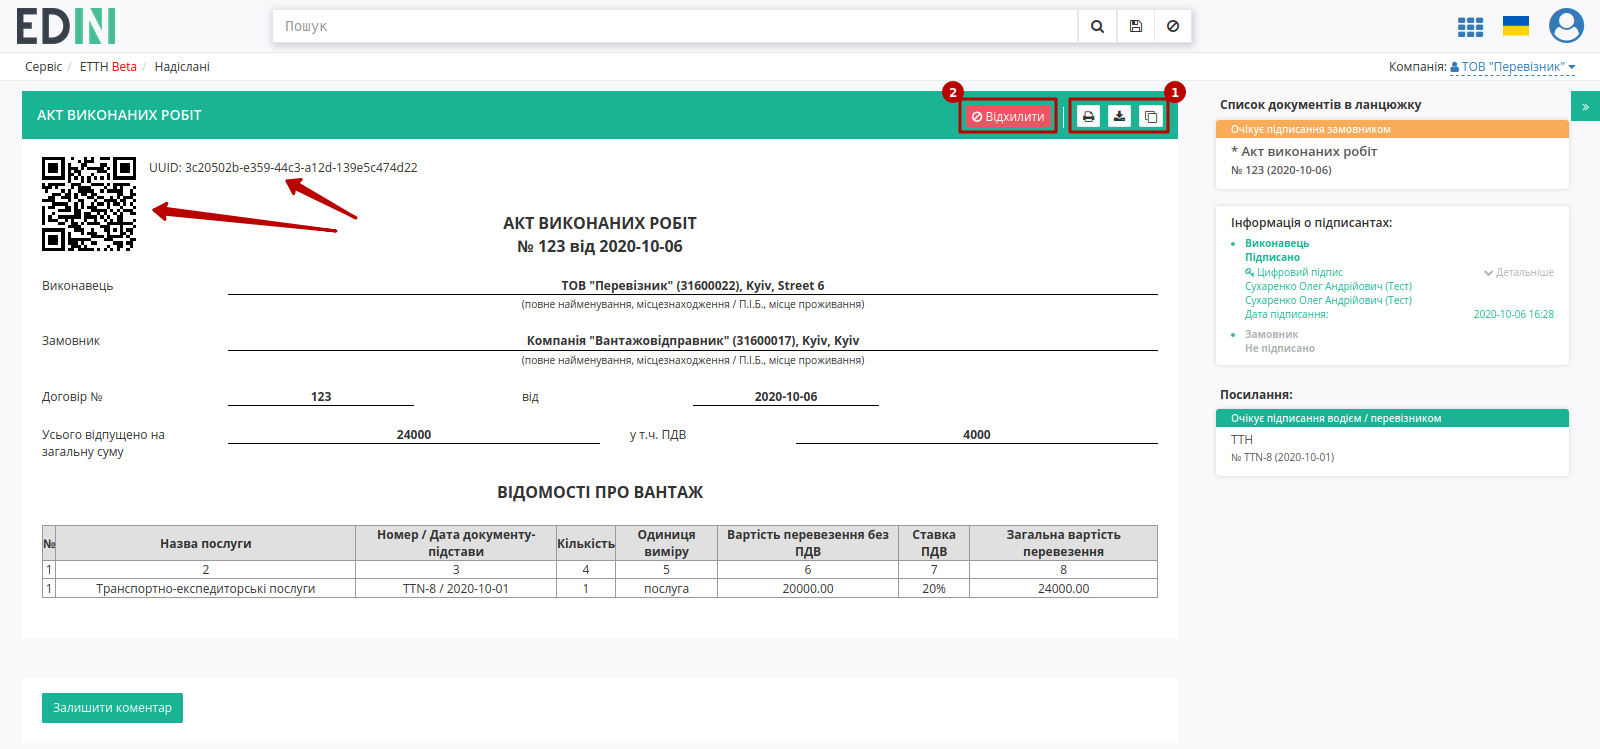 EDIN
Пошук
Сервіс / ЕТТН Beta / Надіслані
Компанія: ТОВ "Перевізник"
АКТ ВИКОНАНИХ РОБІТ
2
Відхилити
1
»
UUID: 3c20502b-e359-44c3-a12d-139e5c474d22
АКТ ВИКОНАНИХ РОБІТ
№ 123 від 2020-10-06
Виконавець
ТОВ "Перевізник" (31600022), Kyiv, Street 6
(повне найменування, місцезнаходження / П.І.Б., місце проживання)
Замовник
Компанія "Вантажовідправник" (31600017), Kyiv, Kyiv
(повне найменування, місцезнаходження / П.І.Б., місце проживання)
Договір № 123 від 2020-10-06
Усього відпущено на
загальну суму
24000 у т.ч. ПДВ 4000
ВІДОМОСТІ ПРО ВАНТАЖ
№ Назва послуги Номер / Дата документу-підстави Кількість Одиниця виміру Вартість перевезення без ПДВ Ставка ПДВ Загальна вартість перевезення
1 2 3 4 5 6 7 8
1 Транспортно-експедиторські послуги TTN-8 / 2020-10-01 1 послуга 20000.00 20% 24000.00
Залишити коментар
Список документів в ланцюжку
Очікує підписання замовником
* Акт виконаних робіт
№ 123 (2020-10-06)
Інформація о підписантах:
Виконавець
Підписано
Цифровий підпис Детальніше
Сухаренко Олег Андрійович (Тест)
Сухаренко Олег Андрійович (Тест)
Дата підписання: 2020-10-06 16:28
Замовник
Не підписано
Посилання:
Очікує підписання водієм / перевізником
ТТН
№ TTN-8 (2020-10-01)